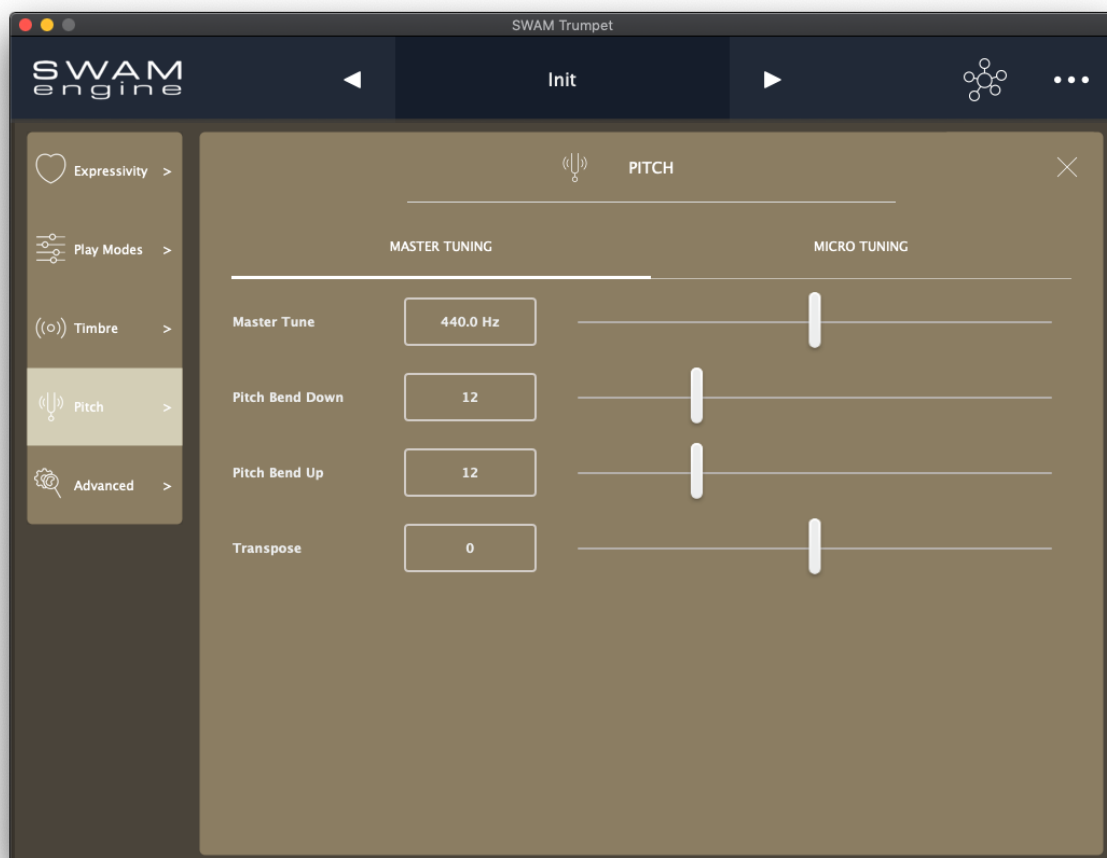 SWAM Trumpet
SWAM
engine
Init
Expressivity >
Play Modes >
Timbre >
Pitch >
Advanced >
PITCH
MASTER TUNING
MICRO TUNING
Master Tune
440.0 Hz
Pitch Bend Down
12
Pitch Bend Up
12
Transpose
0